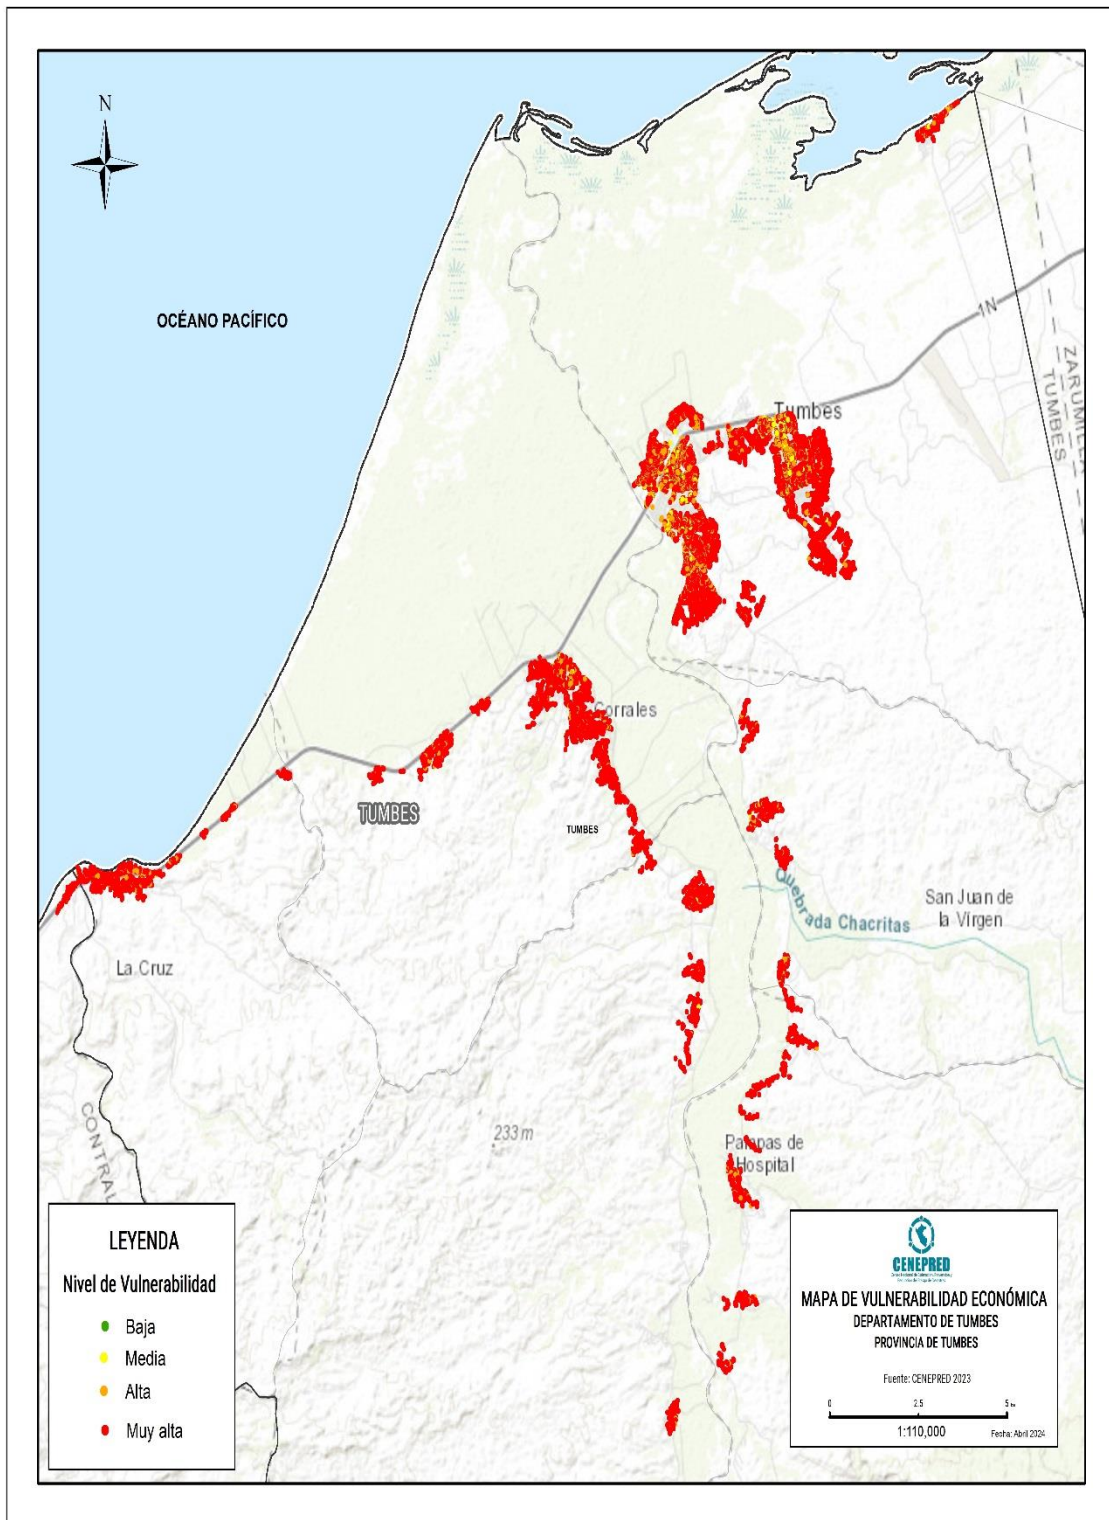 N
OCÉANO PACÍFICO
1N
ZARUMILLA
TUMBES
Tumbes
Corrales
TUMBES
TUMBES
Quebrada Chacritas
San Juan de
la Virgen
La Cruz
CONTRAL
233 m
Pampas de
Hospital
LEYENDA
Nivel de Vulnerabilidad
Baja
Media
Alta
Muy alta
CENEPRED
MAPA DE VULNERABILIDAD ECONÓMICA
DEPARTAMENTO DE TUMBES
PROVINCIA DE TUMBES
Fuente: CENEPRED 2023
0 2.5 5 km
1:110,000
Fecha: Abril 2024